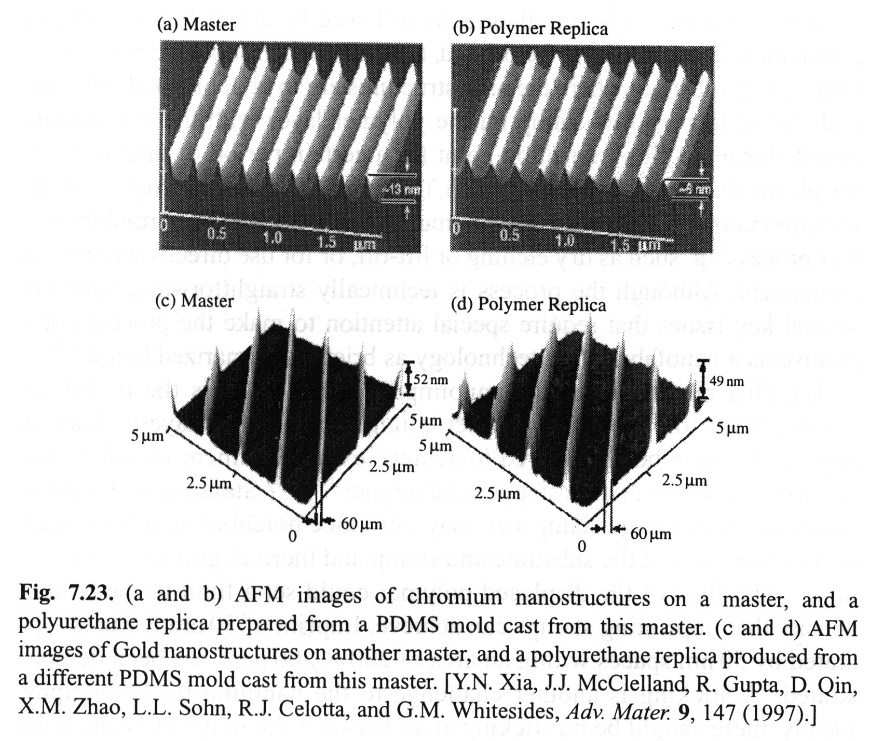 (a) Master
(b) Polymer Replica
~13 nm
0 0.5 1.0 1.5 μm
0 0.5 1.0 1.5 μm
(c) Master
(d) Polymer Replica
52 nm
5 μm
5 μm
2.5 μm
2.5 μm
0
60 μm
49 nm
5 μm
5 μm
2.5 μm
2.5 μm
0
60 μm
Fig. 7.23. (a and b) AFM images of chromium nanostructures on a master, and a
polyurethane replica prepared from a PDMS mold cast from this master. (c and d) AFM
images of Gold nanostructures on another master, and a polyurethane replica produced from
a different PDMS mold cast from this master. [Y.N. Xia, J.J. McClelland, R. Gupta, D. Qin,
X.M. Zhao, L.L. Sohn, R.J. Celotta, and G.M. Whitesides, Adv. Mater. 9, 147 (1997).]